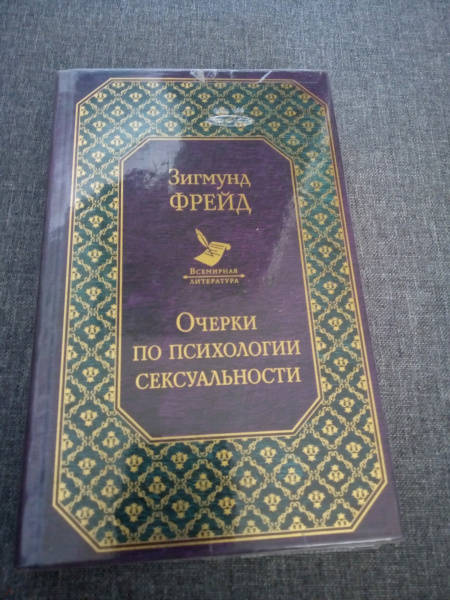 Зигмунд
ФРЕЙД
Всемирная
литература
Очерки
по психологии
сексуальности